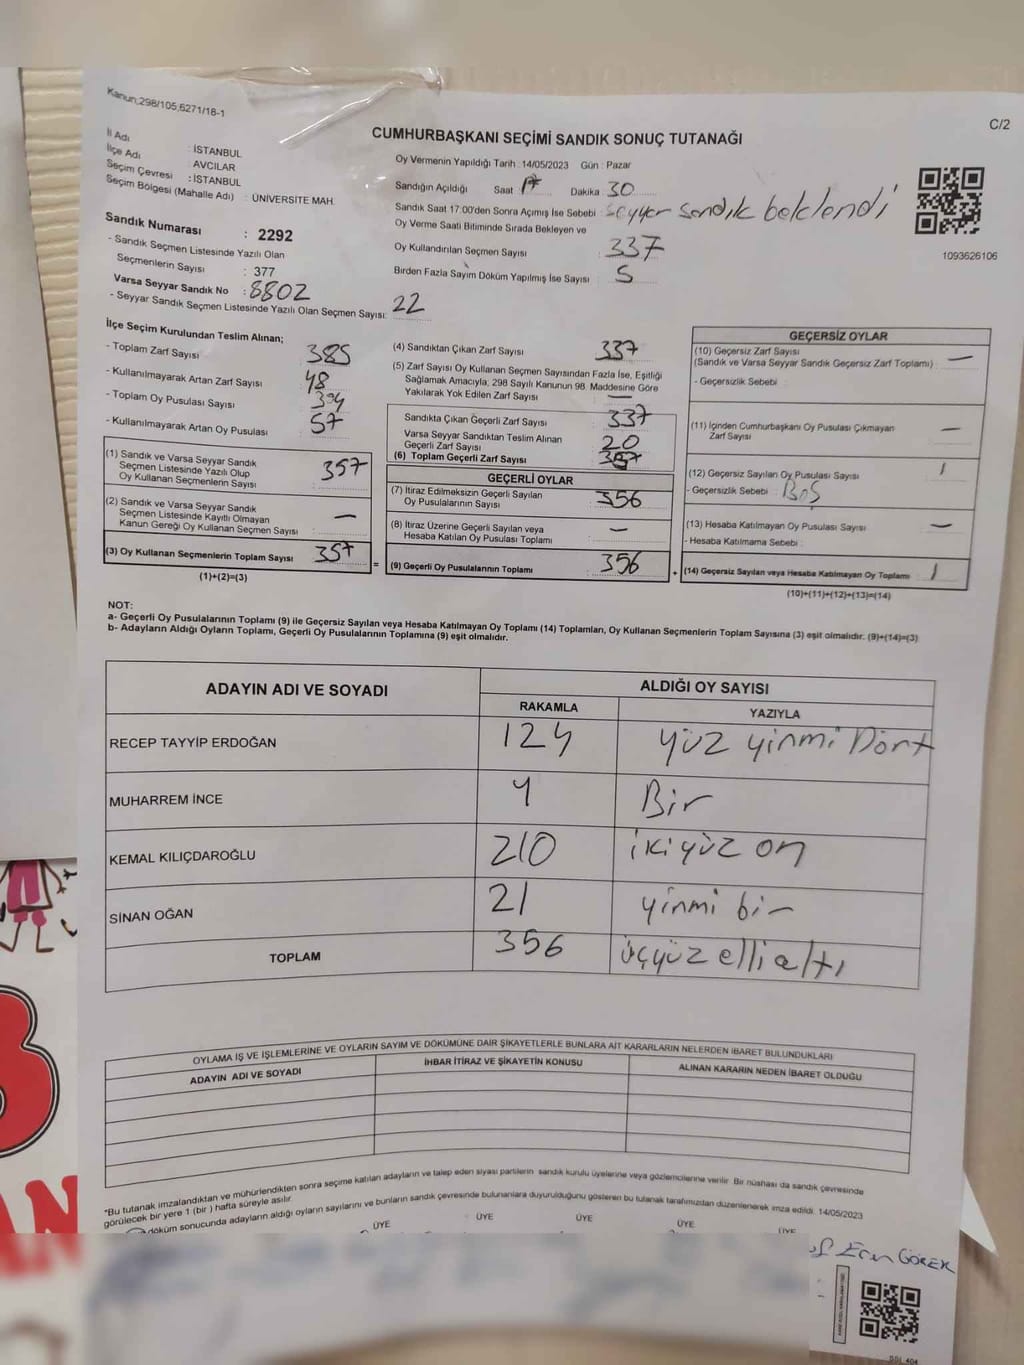 Kanun;298/105,6271/18-1
C/2
CUMHURBAŞKANI SEÇİMİ SANDIK SONUÇ TUTANAĞI
İl Adı : İSTANBUL
İlçe Adı : AVCILAR
Seçim Çevresi : İSTANBUL
Seçim Bölgesi (Mahalle Adı) : ÜNİVERSİTE MAH.
Oy Vermenin Yapıldığı Tarih : 14/05/2023 Gün : Pazar
Sandığın Açıldığı Saat 17 Dakika 30
Sandık Saat 17.00'den Sonra Açımış İse Sebebi : Seyyar sandık beklendi
Oy Verme Saati Bitiminde Sırada Bekleyen ve
Oy Kullandırılan Seçmen Sayısı : 337
Birden Fazla Sayim Döküm Yapılmış İse Sayısı : S
1093626106
Sandık Numarası : 2292
- Sandık Seçmen Listesinde Yazılı Olan
Seçmenlerin Sayısı : 377
Varsa Seyyar Sandık No : 8802
- Seyyar Sandık Seçmen Listesinde Yazılı Olan Seçmen Sayısı: 22
İlçe Seçim Kurulundan Teslim Alınan;
- Toplam Zarf Sayısı 385
- Kullanılmayarak Artan Zarf Sayısı 48
- Toplam Oy Pusulası Sayısı 394
- Kullanılmayarak Artan Oy Pusulası 57
(1) Sandık ve Varsa Seyyar Sandık
Seçmen Listesinde Yazılı Olup
Oy Kullanan Seçmenlerin Sayısı 357
(2) Sandık ve Varsa Seyyar Sandık
Seçmen Listesinde Kayıtlı Olmayan
Kanun Gereği Oy Kullanan Seçmen Sayısı —
(3) Oy Kullanan Seçmenlerin Toplam Sayısı 357
(1)+(2)=(3)
(4) Sandıktan Çıkan Zarf Sayısı 337
(5) Zarf Sayısı Oy Kullanan Seçmen Sayısından Fazla İse, Eşitliği
Sağlamak Amacıyla; 298 Sayılı Kanunun 98. Maddesine Göre
Yakılarak Yok Edilen Zarf Sayısı —
Sandıkta Çıkan Geçerli Zarf Sayısı 337
Varsa Seyyar Sandıktan Teslim Alınan
Geçerli Zarf Sayısı 20
(6) Toplam Geçerli Zarf Sayısı 357
GEÇERLİ OYLAR
(7) İtiraz Edilmeksizin Geçerli Sayılan
Oy Pusulalarının Sayısı 356
(8) İtiraz Üzerine Geçerli Sayılan veya
Hesaba Katılan Oy Pusulası Toplamı —
(9) Geçerli Oy Pusulalarının Toplamı 356
GEÇERSİZ OYLAR
(10) Geçersiz Zarf Sayısı
(Sandık ve Varsa Seyyar Sandık Geçersiz Zarf Toplamı) —
- Geçersizlik Sebebi :
(11) İçinden Cumhurbaşkanı Oy Pusulası Çıkmayan
Zarf Sayısı —
(12) Geçersiz Sayılan Oy Pusulası Sayısı 1
- Geçersizlik Sebebi : BOŞ
(13) Hesaba Katılmayan Oy Pusulası Sayısı —
- Hesaba Katılmama Sebebi :
(14) Geçersiz Sayılan veya Hesaba Katılmayan Oy Toplamı 1
(10)+(11)+(12)+(13)=(14)
NOT:
a- Geçerli Oy Pusulalarının Toplamı (9) ile Geçersiz Sayılan veya Hesaba Katılmayan Oy Toplamı (14) Toplamları, Oy Kullanan Seçmenlerin Toplam Sayısına (3) eşit olmalıdır. (9)+(14)=(3)
b- Adayların Aldığı Oyların Toplamı, Geçerli Oy Pusulalarının Toplamına (9) eşit olmalıdır.
ADAYIN ADI VE SOYADI
ALDIĞI OY SAYISI
RAKAMLA YAZIYLA
RECEP TAYYİP ERDOĞAN 124 yüz yirmi Dört
MUHARREM İNCE 1 Bir
KEMAL KILIÇDAROĞLU 210 iki yüz on
SİNAN OĞAN 21 yirmi bir
TOPLAM 356 üçyüz elli altı
OYLAMA İŞ VE İŞLEMLERİNE VE OYLARIN SAYIM VE DÖKÜMÜNE DAİR ŞİKAYETLERLE BUNLARA AİT KARARLARIN NELERDEN İBARET BULUNDUKLARI
ADAYIN ADI VE SOYADI İHBAR İTİRAZ VE ŞİKAYETİN KONUSU ALINAN KARARIN NEDEN İBARET OLDUĞU
*Bu tutanak imzalandıktan ve mühürlendikten sonra seçime katılan adayların ve talep eden siyasi partilerin sandık kurulu üyelerine veya gözlemcilerine verilir. Bir nüshası da sandık çevresinde
görülecek bir yere 1 (bir ) hafta süreyle asılır.
döküm sonucunda adayların aldığı oyların sayılarını ve bunların sandık çevresinde bulunanlara duyurulduğunu gösteren bu tutanak tarafımızdan düzenlenerek imza edildi. 14/05/2023
ÜYE ÜYE ÜYE ÜYE ÜYE
GÖREK